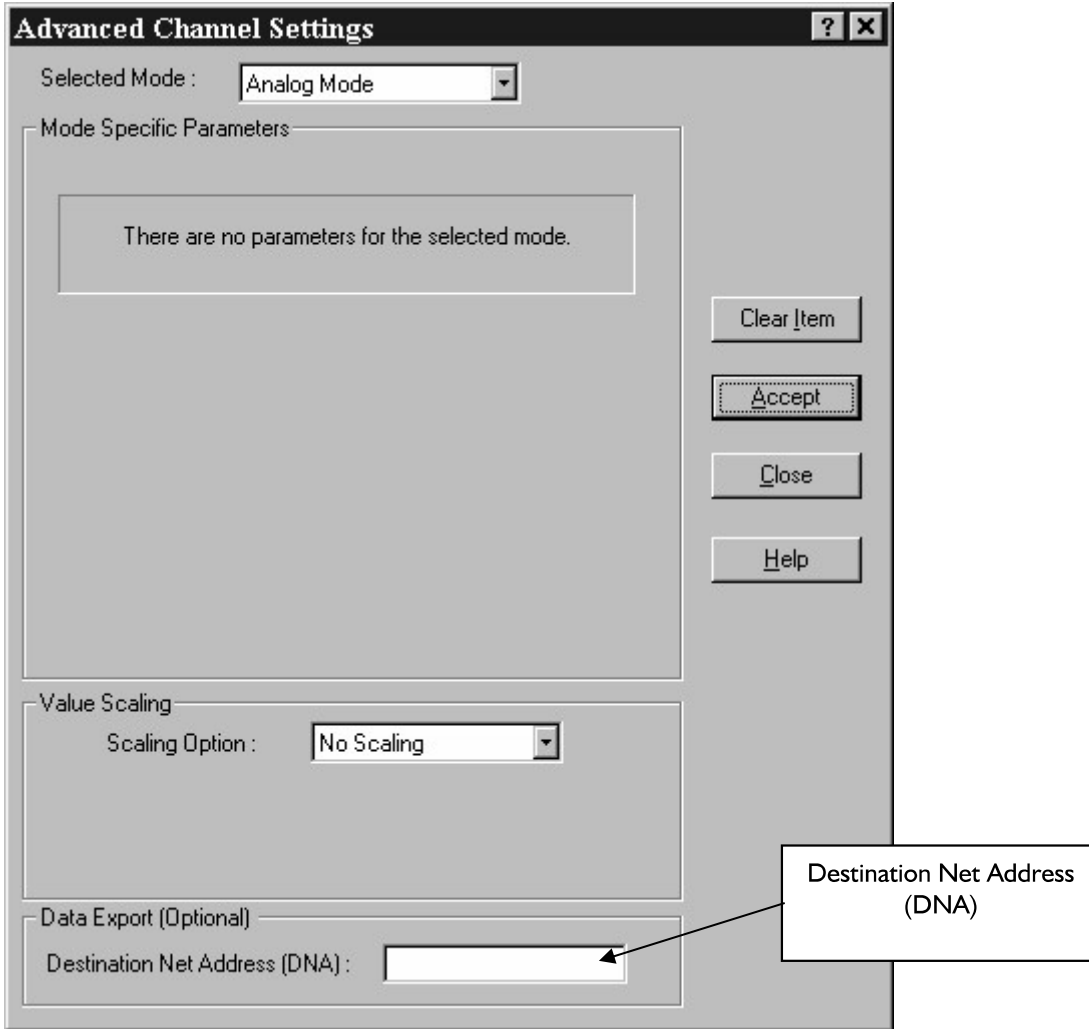 Advanced Channel Settings
Selected Mode : Analog Mode
Mode Specific Parameters
There are no parameters for the selected mode.
Clear Item
Accept
Close
Help
Value Scaling
Scaling Option : No Scaling
Data Export (Optional)
Destination Net Address (DNA) :
Destination Net Address
(DNA)